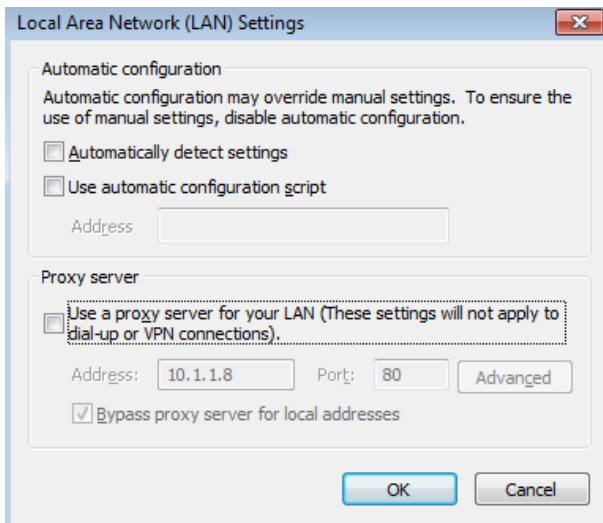 Local Area Network (LAN) Settings
Automatic configuration
Automatic configuration may override manual settings. To ensure the
use of manual settings, disable automatic configuration.
Automatically detect settings
Use automatic configuration script
Address
Proxy server
Use a proxy server for your LAN (These settings will not apply to
dial-up or VPN connections).
Address: 10.1.1.8 Port: 80 Advanced
Bypass proxy server for local addresses
OK Cancel